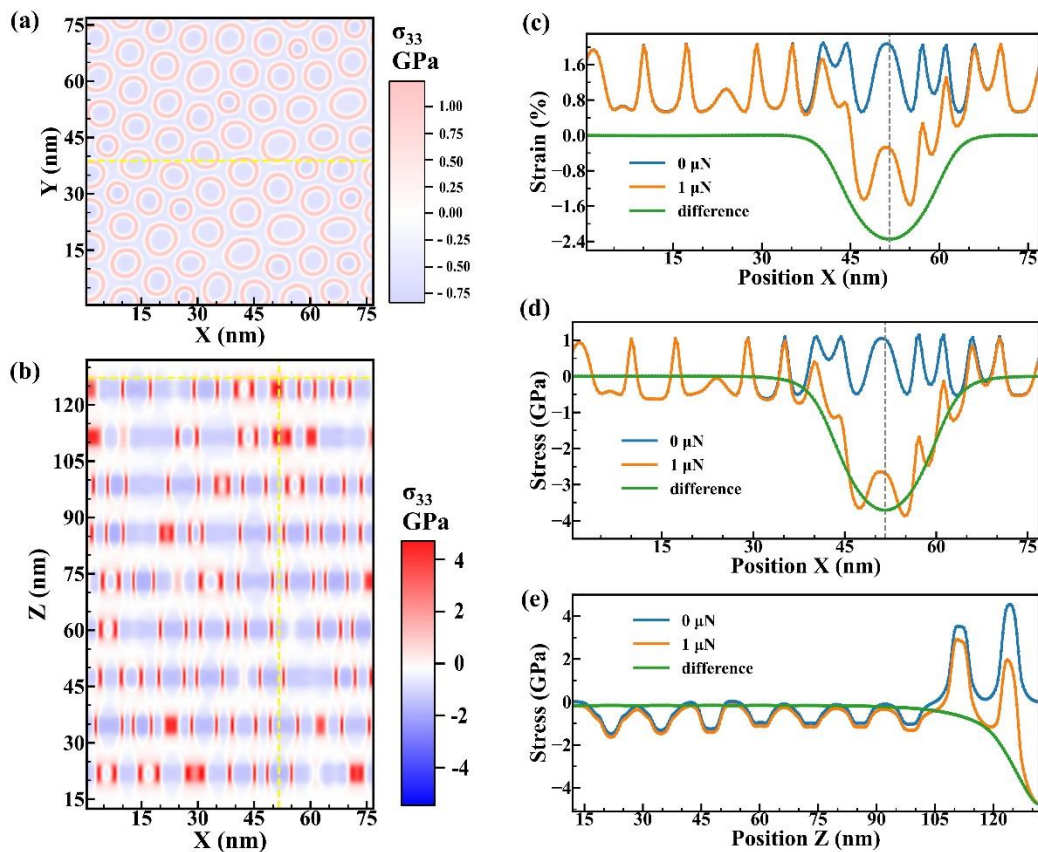 (a)
σ33
GPa
75
60
45
30
15
Y (nm)
15 30 45 60 75
X (nm)
1.00
0.75
0.50
0.25
0.00
-0.25
-0.50
-0.75
(b)
120
105
90
75
60
45
30
15
Z (nm)
15 30 45 60 75
X (nm)
σ33
GPa
4
2
0
-2
-4
(c)
1.6
0.8
0.0
-0.8
-1.6
-2.4
Strain (%)
0 μN
1 μN
difference
15 30 45 60 75
Position X (nm)
(d)
1
0
-1
-2
-3
-4
Stress (GPa)
0 μN
1 μN
difference
15 30 45 60 75
Position X (nm)
(e)
4
2
0
-2
-4
Stress (GPa)
0 μN
1 μN
difference
15 30 45 60 75 90 105 120
Position Z (nm)